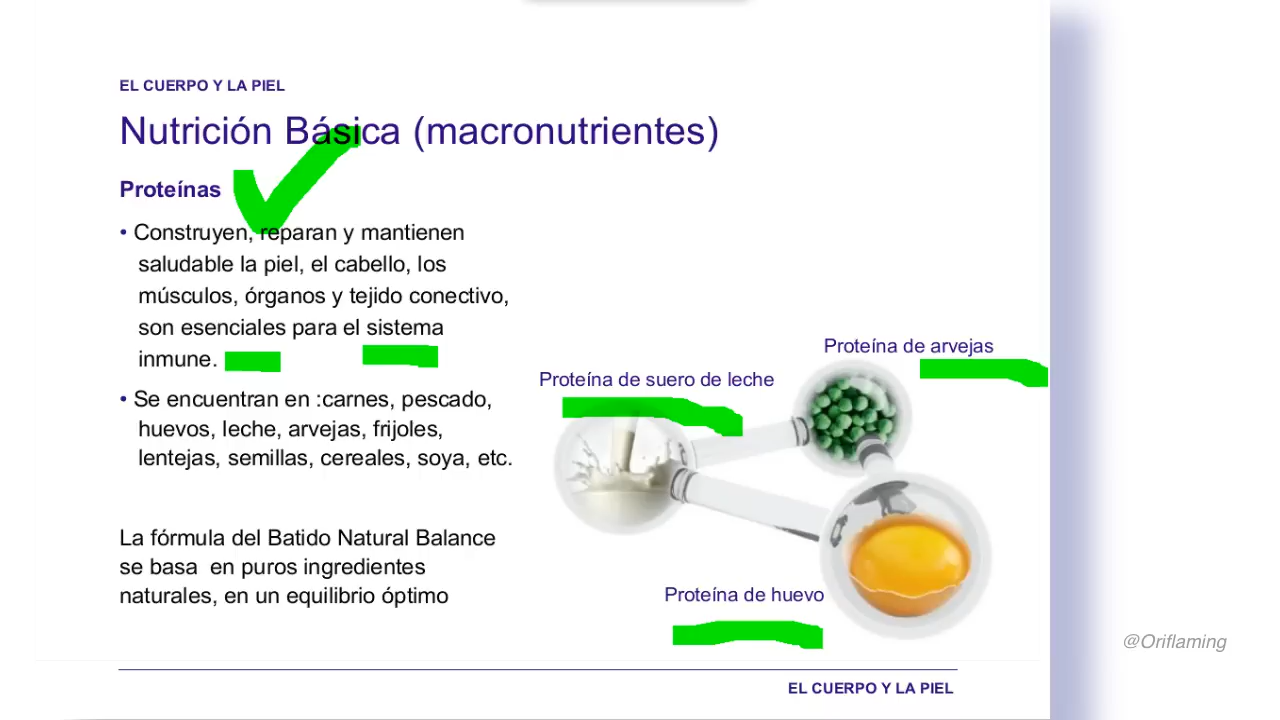 EL CUERPO Y LA PIEL
Nutrición Básica (macronutrientes)
Proteínas
• Construyen, reparan y mantienen
saludable la piel, el cabello, los
músculos, órganos y tejido conectivo,
son esenciales para el sistema
inmune.
• Se encuentran en :carnes, pescado,
huevos, leche, arvejas, frijoles,
lentejas, semillas, cereales, soya, etc.
La fórmula del Batido Natural Balance
se basa  en puros ingredientes
naturales, en un equilibrio óptimo
Proteína de arvejas
Proteína de suero de leche
Proteína de huevo
@Oriflaming
EL CUERPO Y LA PIEL